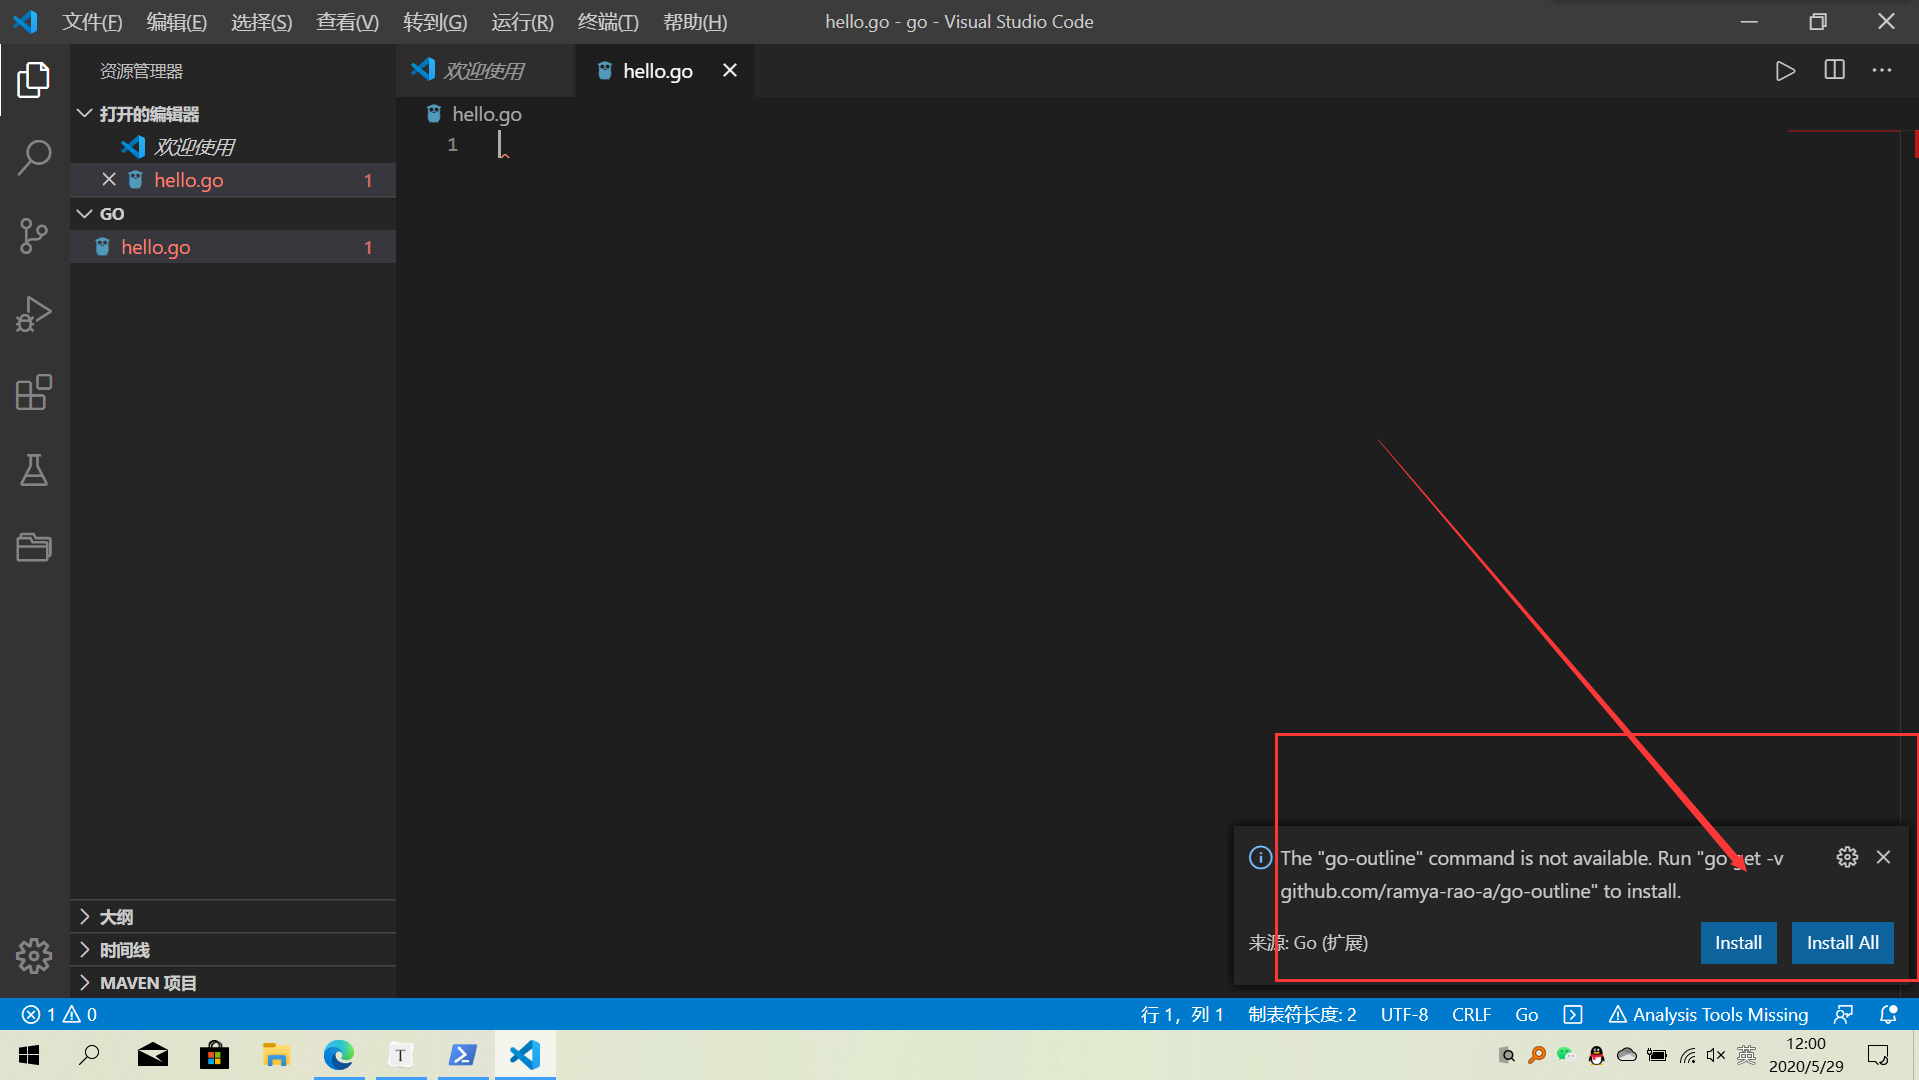 文件(F) 编辑(E) 选择(S) 查看(V) 转到(G) 运行(R) 终端(T) 帮助(H) hello.go - go - Visual Studio Code
资源管理器
打开的编辑器
欢迎使用
hello.go 1
GO
hello.go 1
大纲
时间线
MAVEN 项目
欢迎使用 hello.go
hello.go
1
The "go-outline" command is not available. Run "go get -v
github.com/ramya-rao-a/go-outline" to install.
来源: Go (扩展) Install Install All
1 0 行 1，列 1 制表符长度: 2 UTF-8 CRLF Go Analysis Tools Missing
T 英 12:00
2020/5/29